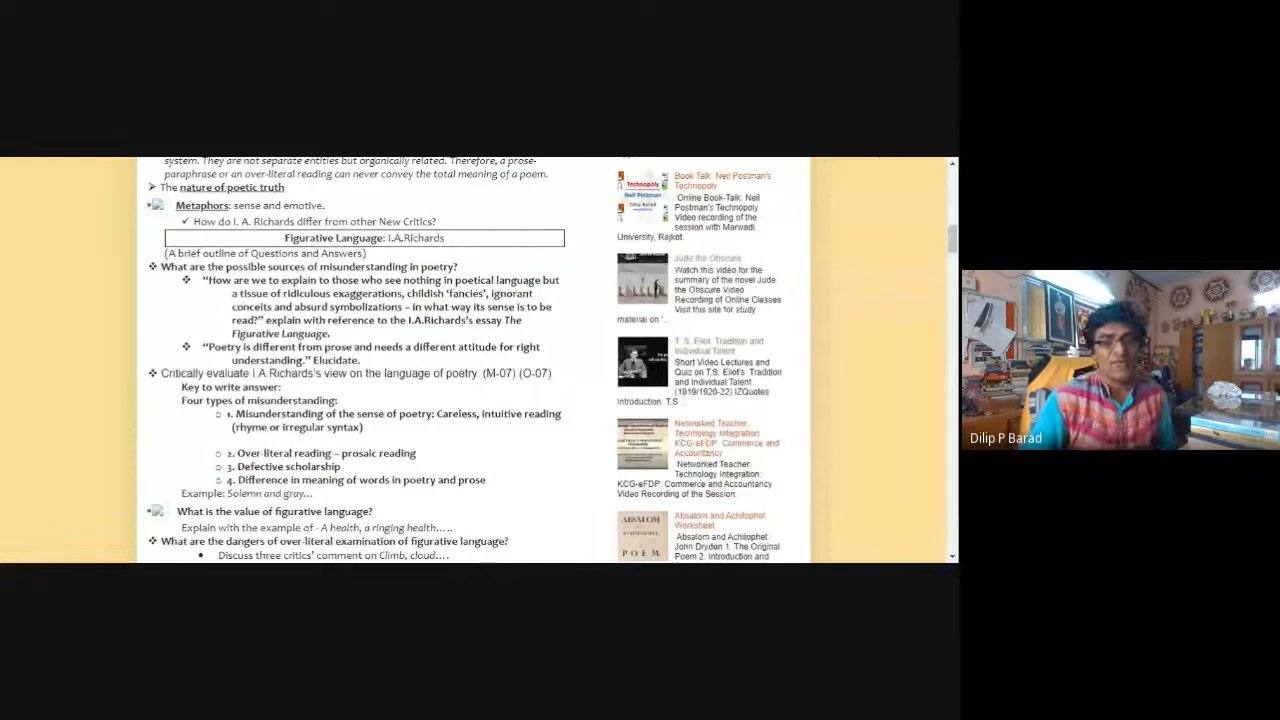 system. They are not separate entities but organically related. Therefore, a prose-
paraphrase or an over-literal reading can never convey the total meaning of a poem.
➢ The nature of poetic truth
Metaphors: sense and emotive.
✓ How do I. A. Richards differ from other New Critics?
Figurative Language: I.A.Richards
(A brief outline of Questions and Answers)
❖ What are the possible sources of misunderstanding in poetry?
❖ “How are we to explain to those who see nothing in poetical language but
a tissue of ridiculous exaggerations, childish ‘fancies’, ignorant
conceits and absurd symbolizations – in what way its sense is to be
read?” explain with reference to the I.A.Richards’s essay The
Figurative Language.
❖ “Poetry is different from prose and needs a different attitude for right
understanding.” Elucidate.
❖ Critically evaluate I.A.Richards's view on the language of poetry. (M-07) (O-07)
Key to write answer:
Four types of misunderstanding:
○ 1. Misunderstanding of the sense of poetry: Careless, intuitive reading
(rhyme or irregular syntax)
○ 2. Over-literal reading – prosaic reading
○ 3. Defective scholarship
○ 4. Difference in meaning of words in poetry and prose
Example: Solemn and gray...
What is the value of figurative language?
Explain with the example of - A health, a ringing health.....
❖ What are the dangers of over-literal examination of figurative language?
• Discuss three critics’ comment on Climb, cloud....
Technopoly
Neil Postman
Dilip Barad
Book Talk: Neil Postman's
Technopoly
Online Book-Talk: Neil
Postman's Technopoly
Video recording of the
session with Marwadi
University, Rajkot.
Jude the Obscure
Watch this video for the
summary of the novel Jude
the Obscure Video
Recording of Online Classes
Visit this site for study
material on '...
T. S. Eliot: Tradition and
Individual Talent
Short Video Lectures and
Quiz on T.S. Eliot's Tradition
and Individual Talent
(1919/1920-22) IZQuotes
Introduction: T.S...
Networked Teacher:
Technology Integration:
KCG-eFDP: Commerce and
Accountancy
Networked Teacher:
Technology Integration:
KCG-eFDP: Commerce and Accountancy
Video Recording of the Session:
ABSALOM
ACHITOPHEL
POEM
Absalom and Achitophel:
Worksheet
Absalom and Achitophel:
John Dryden 1. The Original
Poem 2. Introduction and
Dilip P Barad